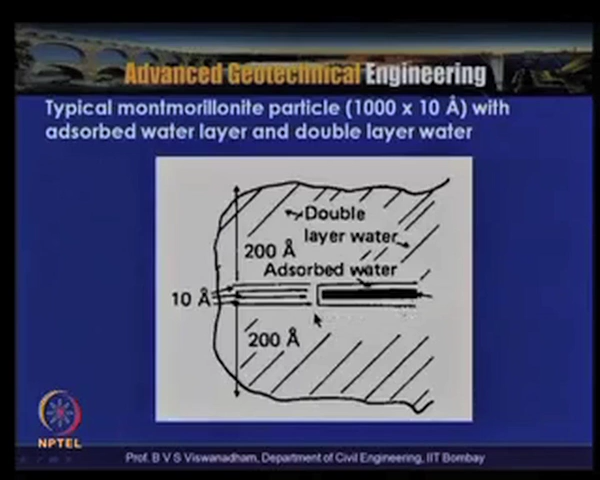 Advanced Geotechnical Engineering
Typical montmorillonite particle (1000 x 10 Å) with
adsorbed water layer and double layer water
Double
layer water
200 Å
Adsorbed water
10 Å
200 Å
NPTEL
Prof. B V S Viswanadham, Department of Civil Engineering, IIT Bombay